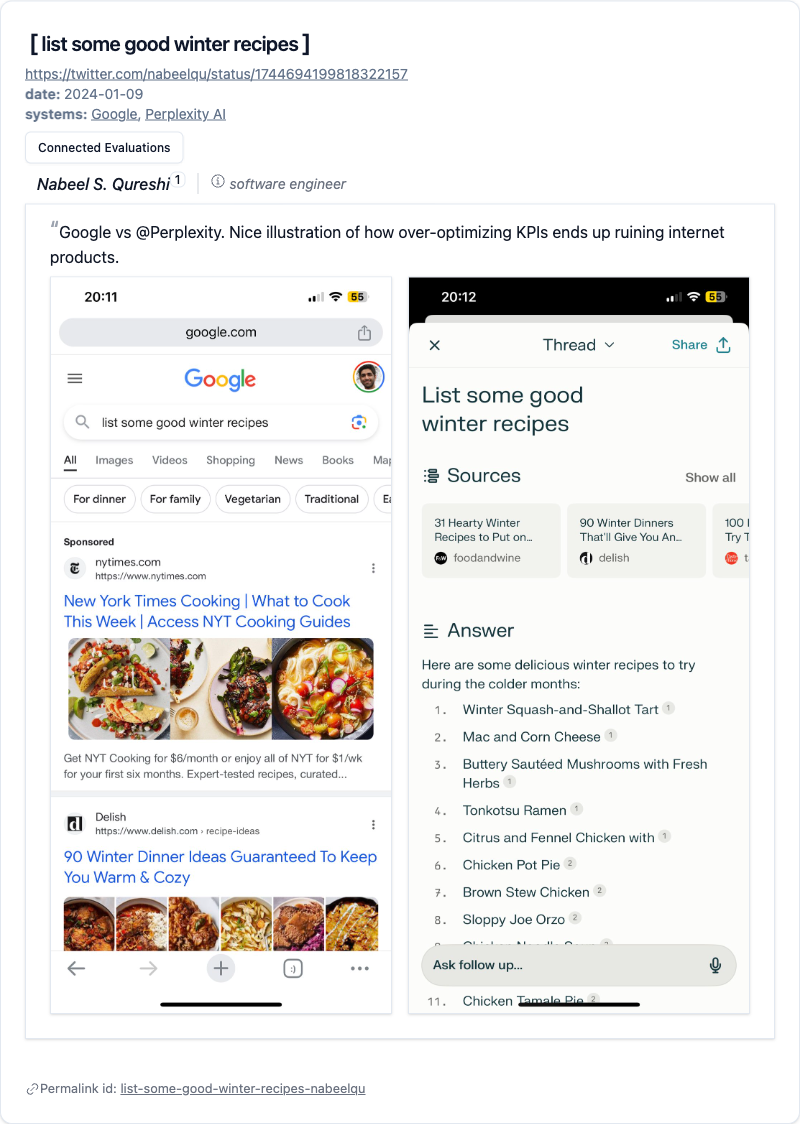 [ list some good winter recipes ]
https://twitter.com/nabeelqu/status/1744694199818322157
date: 2024-01-09
systems: Google, Perplexity AI
Connected Evaluations
Nabeel S. Qureshi 1 software engineer
“Google vs @Perplexity. Nice illustration of how over-optimizing KPIs ends up ruining internet
products.
20:11 55
google.com
Google
list some good winter recipes
All Images Videos Shopping News Books Map
For dinner For family Vegetarian Traditional Ea
Sponsored
nytimes.com
https://www.nytimes.com
New York Times Cooking | What to Cook
This Week | Access NYT Cooking Guides
Get NYT Cooking for $6/month or enjoy all of NYT for $1/wk
for your first six months. Expert-tested recipes, curated...
Delish
https://www.delish.com › recipe-ideas
90 Winter Dinner Ideas Guaranteed To Keep
You Warm & Cozy
20:12 55
Thread Share
List some good
winter recipes
Sources Show all
31 Hearty Winter
Recipes to Put on...
F&W foodandwine
90 Winter Dinners
That'll Give You An...
delish
100
Try T
Answer
Here are some delicious winter recipes to try
during the colder months:
1. Winter Squash-and-Shallot Tart 1
2. Mac and Corn Cheese 1
3. Buttery Sautéed Mushrooms with Fresh
Herbs 1
4. Tonkotsu Ramen 1
5. Citrus and Fennel Chicken with 1
6. Chicken Pot Pie 2
7. Brown Stew Chicken 2
8. Sloppy Joe Orzo 2
Ask follow up...
11. Chicken Tamale Pie 2
Permalink id: list-some-good-winter-recipes-nabeelqu